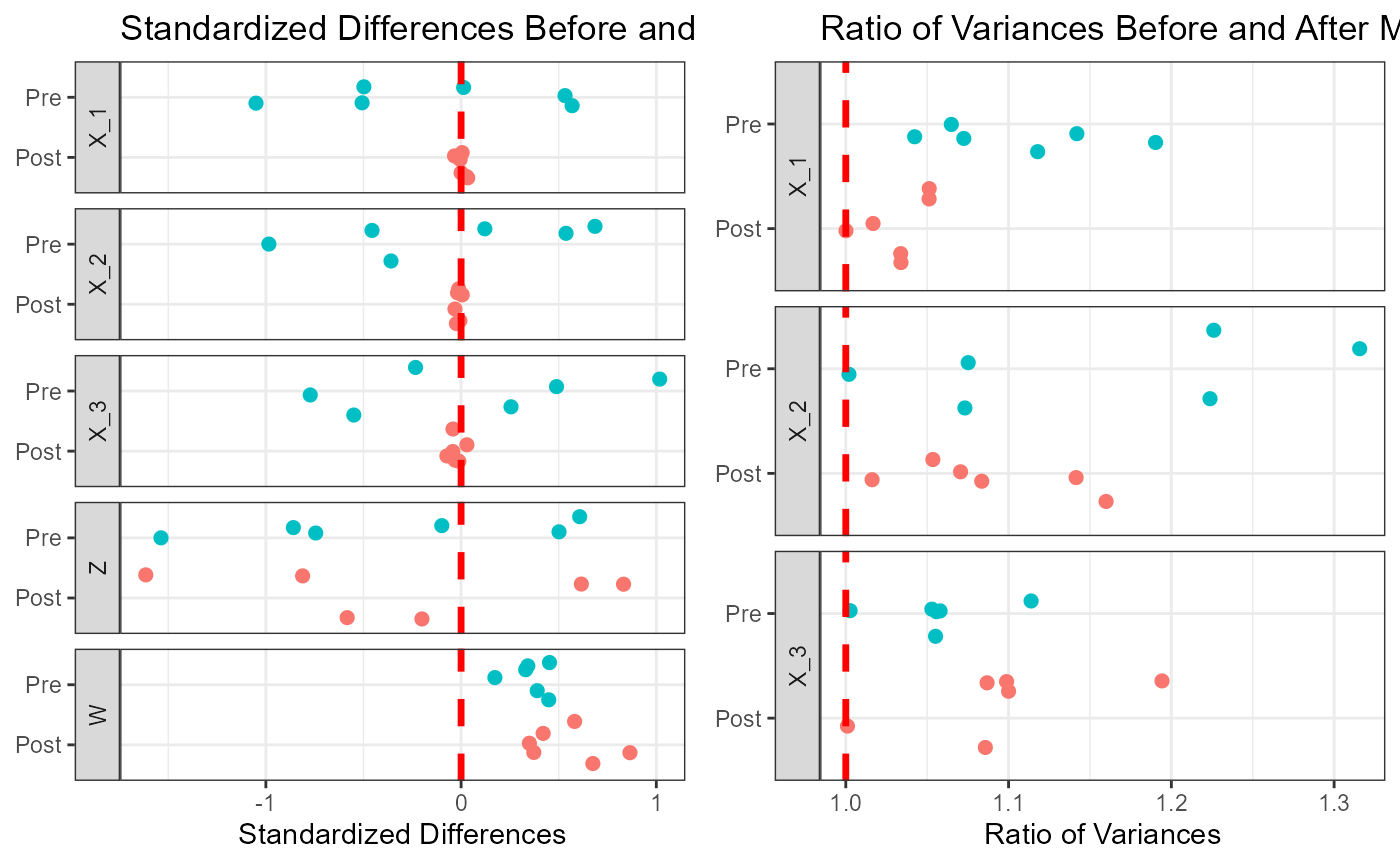 Standardized Differences Before and
X_1
Pre
Post
X_2
Pre
Post
X_3
Pre
Post
Z
Pre
Post
W
Pre
Post
-1 0 1
Standardized Differences
Ratio of Variances Before and After M
X_1
Pre
Post
X_2
Pre
Post
X_3
Pre
Post
1.0 1.1 1.2 1.3
Ratio of Variances